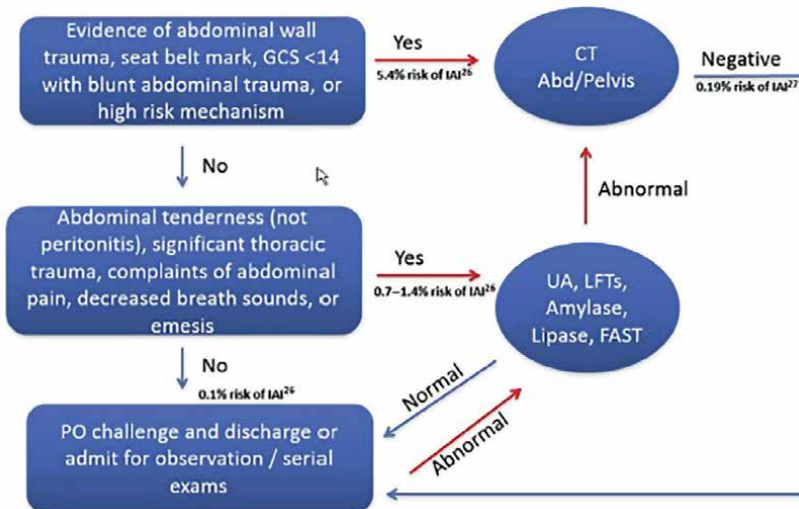 Evidence of abdominal wall
trauma, seat belt mark, GCS <14
with blunt abdominal trauma, or
high risk mechanism
Yes
5.4% risk of IAI26
CT
Abd/Pelvis
Negative
0.19% risk of IAI27
No
Abnormal
Abdominal tenderness (not
peritonitis), significant thoracic
trauma, complaints of abdominal
pain, decreased breath sounds, or
emesis
Yes
0.7–1.4% risk of IAI26
UA, LFTs,
Amylase,
Lipase, FAST
No
0.1% risk of IAI26
Normal
Abnormal
PO challenge and discharge or
admit for observation / serial
exams